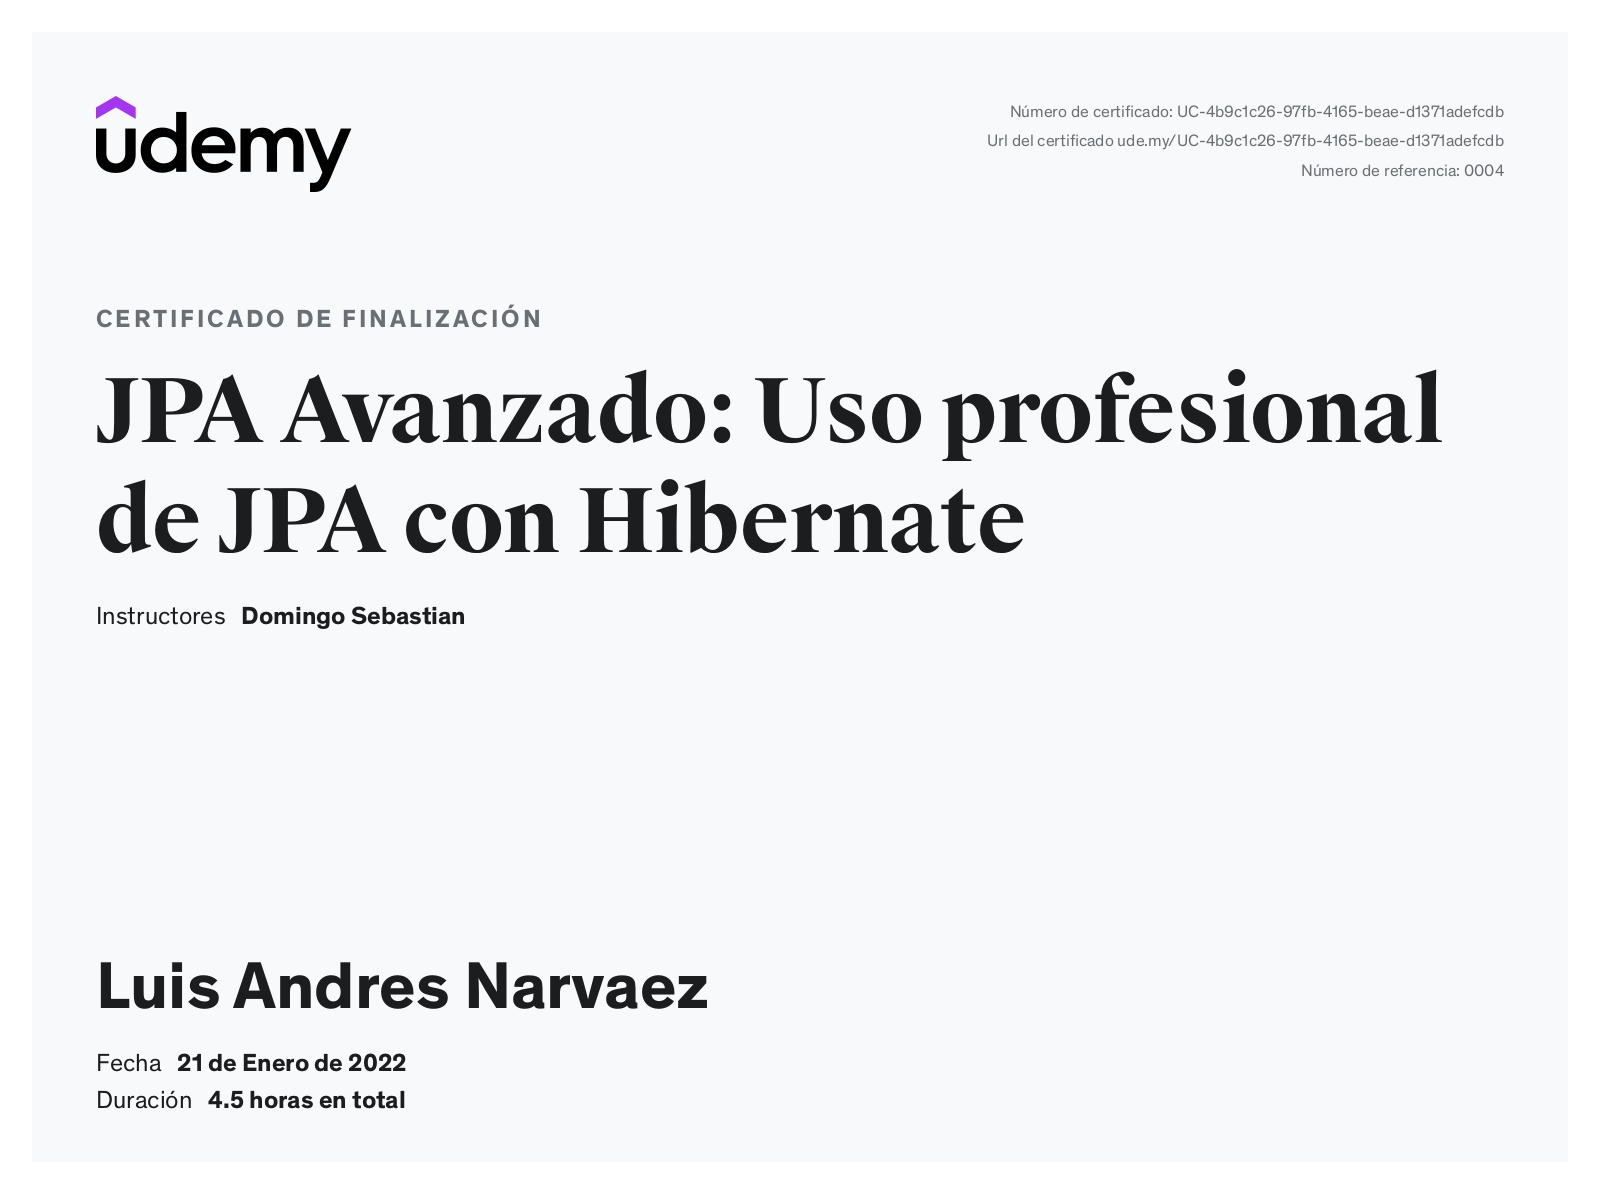 udemy
Número de certificado: UC-4b9c1c26-97fb-4165-beae-d1371adefcdb
Url del certificado ude.my/UC-4b9c1c26-97fb-4165-beae-d1371adefcdb
Número de referencia: 0004
CERTIFICADO DE FINALIZACIÓN
JPA Avanzado: Uso profesional
de JPA con Hibernate
Instructores Domingo Sebastian
Luis Andres Narvaez
Fecha 21 de Enero de 2022
Duración 4.5 horas en total